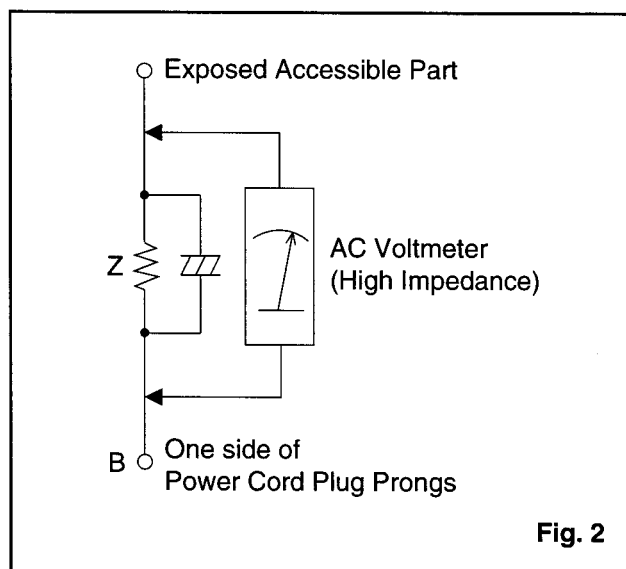 Exposed Accessible Part
Z
AC Voltmeter
(High Impedance)
B
One side of
Power Cord Plug Prongs
Fig. 2